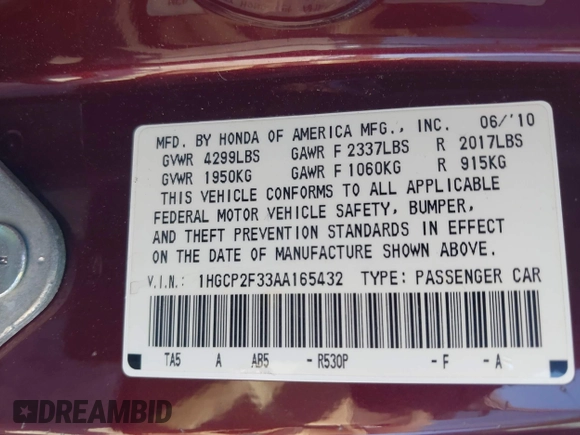 MFD. BY HONDA OF AMERICA MFG., INC. 06/'10
GVWR 4299LBS GAWR F 2337LBS R 2017LBS
GVWR 1950KG GAWR F 1060KG R 915KG
THIS VEHICLE CONFORMS TO ALL APPLICABLE
FEDERAL MOTOR VEHICLE SAFETY, BUMPER,
AND THEFT PREVENTION STANDARDS IN EFFECT
ON THE DATE OF MANUFACTURE SHOWN ABOVE.
V.I.N.: 1HGCP2F33AA165432 TYPE: PASSENGER CAR
TA5 A AB5 - R530P - F - A
DREAMBID